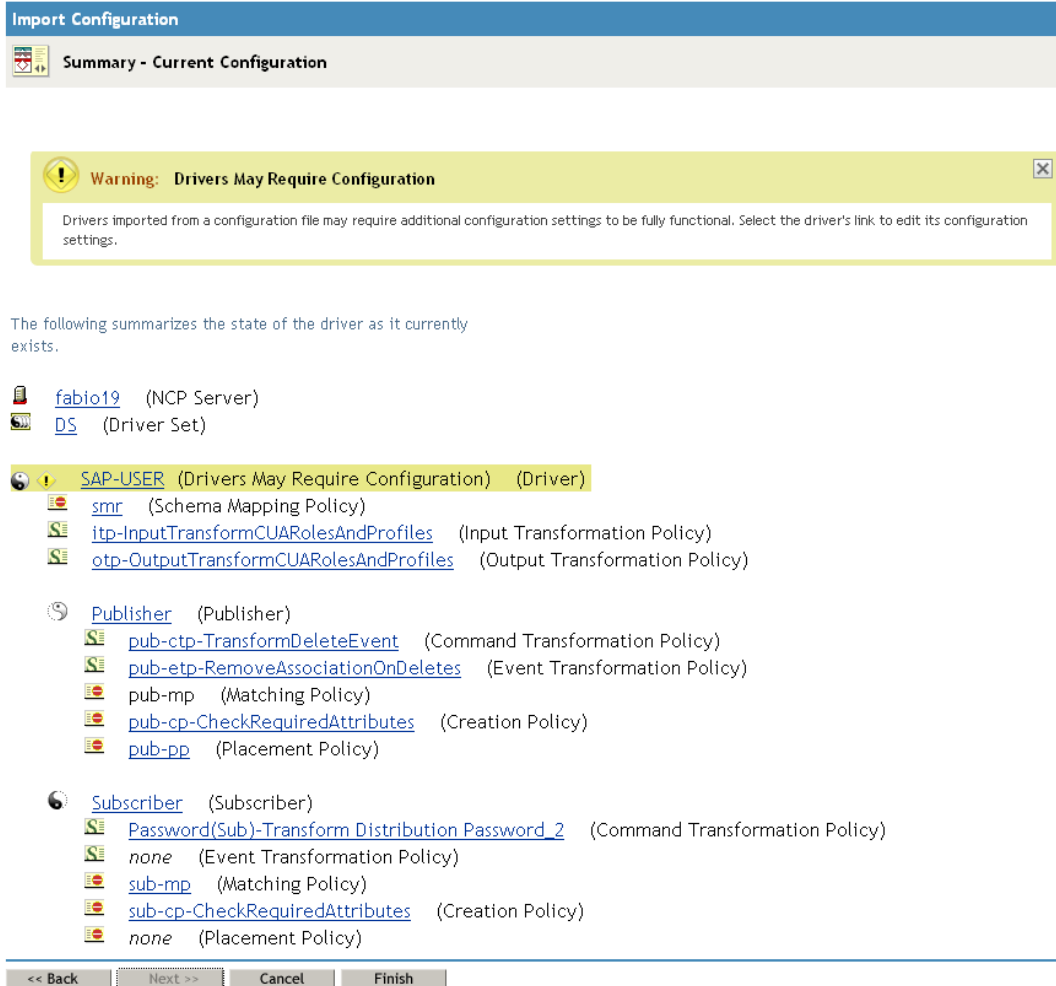 Import Configuration
Summary - Current Configuration
Warning: Drivers May Require Configuration
Drivers imported from a configuration file may require additional configuration settings to be fully functional. Select the driver's link to edit its configuration
settings.
The following summarizes the state of the driver as it currently
exists.
fabio19 (NCP Server)
DS (Driver Set)
SAP-USER (Drivers May Require Configuration) (Driver)
smr (Schema Mapping Policy)
itp-InputTransformCUARolesAndProfiles (Input Transformation Policy)
otp-OutputTransformCUARolesAndProfiles (Output Transformation Policy)
Publisher (Publisher)
pub-ctp-TransformDeleteEvent (Command Transformation Policy)
pub-etp-RemoveAssociationOnDeletes (Event Transformation Policy)
pub-mp (Matching Policy)
pub-cp-CheckRequiredAttributes (Creation Policy)
pub-pp (Placement Policy)
Subscriber (Subscriber)
Password(Sub)-Transform Distribution Password_2 (Command Transformation Policy)
none (Event Transformation Policy)
sub-mp (Matching Policy)
sub-cp-CheckRequiredAttributes (Creation Policy)
none (Placement Policy)
<< Back Next >> Cancel Finish